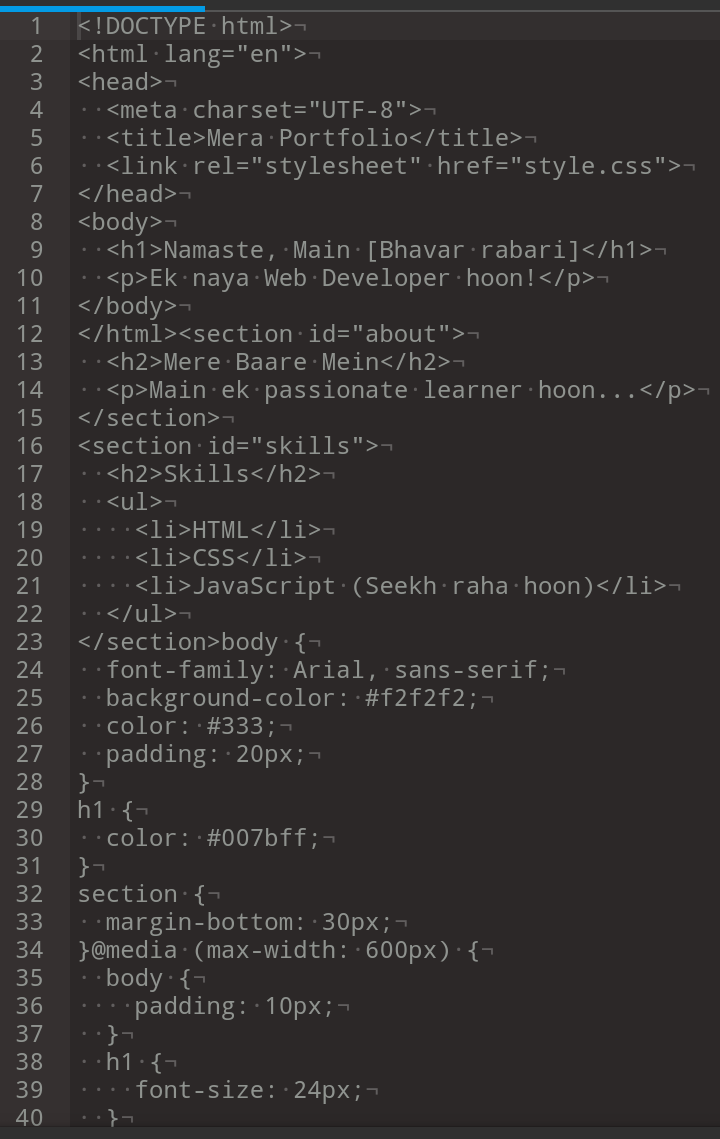 1 <!DOCTYPE html>
2 <html lang="en">
3 <head>
4   <meta charset="UTF-8">
5   <title>Mera Portfolio</title>
6   <link rel="stylesheet" href="style.css">
7 </head>
8 <body>
9   <h1>Namaste, Main [Bhavar rabari]</h1>
10   <p>Ek naya Web Developer hoon!</p>
11 </body>
12 </html><section id="about">
13   <h2>Mere Baare Mein</h2>
14   <p>Main ek passionate learner hoon...</p>
15 </section>
16 <section id="skills">
17   <h2>Skills</h2>
18   <ul>
19     <li>HTML</li>
20     <li>CSS</li>
21     <li>JavaScript (Seekh raha hoon)</li>
22   </ul>
23 </section>body {
24   font-family: Arial, sans-serif;
25   background-color: #f2f2f2;
26   color: #333;
27   padding: 20px;
28 }
29 h1 {
30   color: #007bff;
31 }
32 section {
33   margin-bottom: 30px;
34 }@media (max-width: 600px) {
35   body {
36     padding: 10px;
37   }
38   h1 {
39     font-size: 24px;
40   }